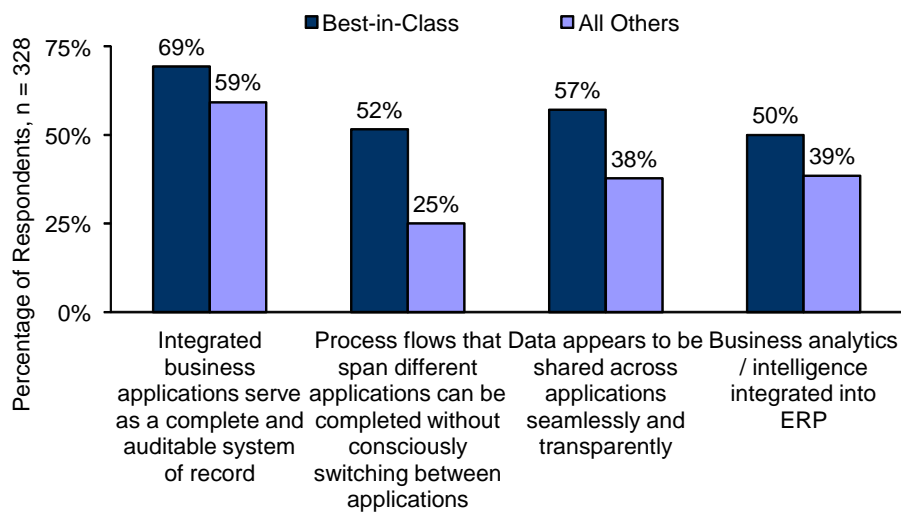 Best-in-Class All Others
Percentage of Respondents, n = 328
75%
50%
25%
0%
69%
59%
52%
25%
57%
38%
50%
39%
Integrated
business
applications serve
as a complete and
auditable system
of record
Process flows that
span different
applications can be
completed without
consciously
switching between
applications
Data appears to be
shared across
applications
seamlessly and
transparently
Business analytics
/ intelligence
integrated into
ERP